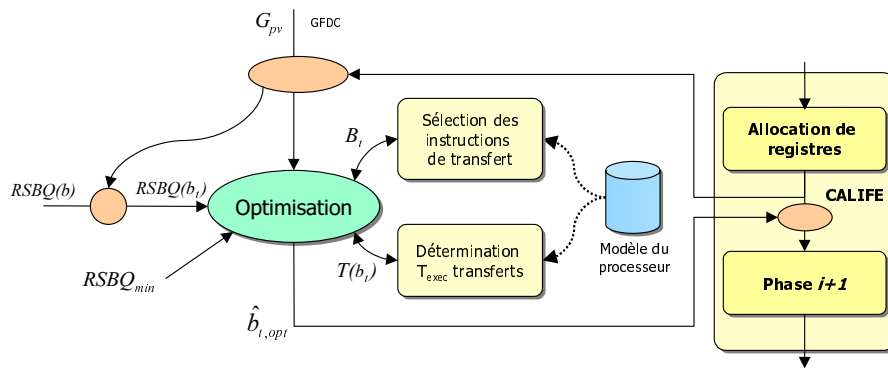 G_pv GFDC
Sélection des
instructions
de transfert
Allocation de
registres
B_t
RSBQ(b)
RSBQ(b_t)
Optimisation
CALIFE
Modèle du
processeur
Détermination
T_exec transferts
T(b_t)
RSBQ_min
Phase i+1
b̂_t,opt